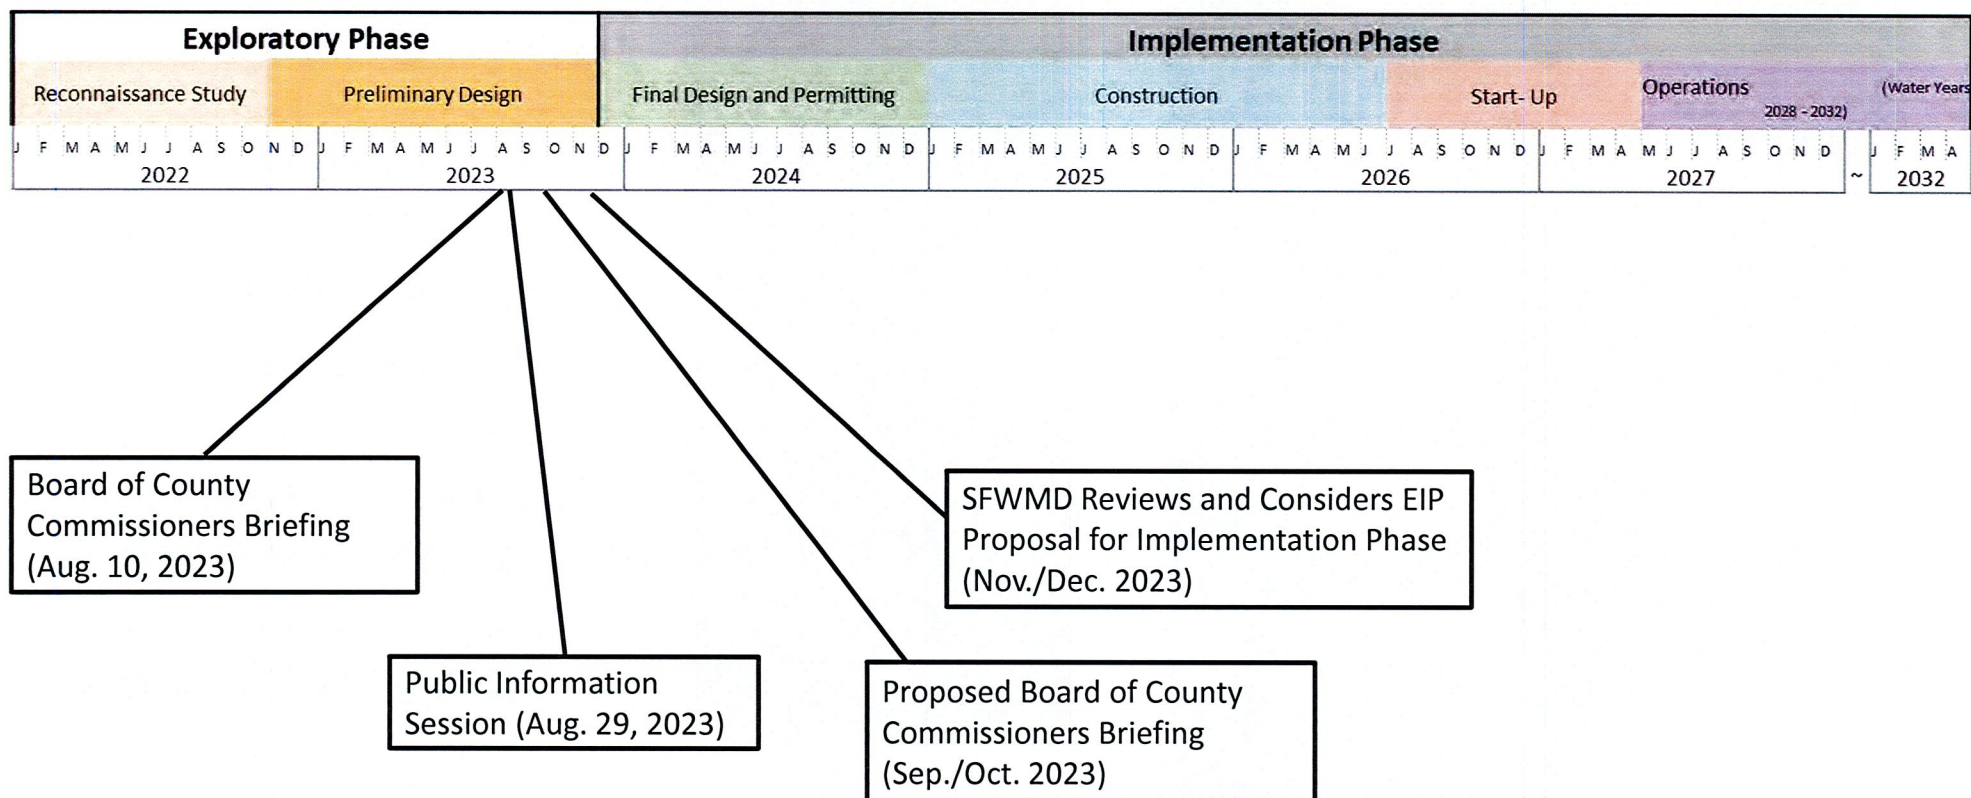 Exploratory Phase
Implementation Phase
Reconnaissance Study
Preliminary Design
Final Design and Permitting
Construction
Start- Up
Operations
(Water Years
2028 - 2032)
J F M A M J J A S O N D J F M A M J J A S O N D J F M A M J J A S O N D J F M A M J J A S O N D J F M A M J J A S O N D J F M A M J J A S O N D J F M A
2022 2023 2024 2025 2026 2027 ~ 2032
Board of County
Commissioners Briefing
(Aug. 10, 2023)
SFWMD Reviews and Considers EIP
Proposal for Implementation Phase
(Nov./Dec. 2023)
Public Information
Session (Aug. 29, 2023)
Proposed Board of County
Commissioners Briefing
(Sep./Oct. 2023)